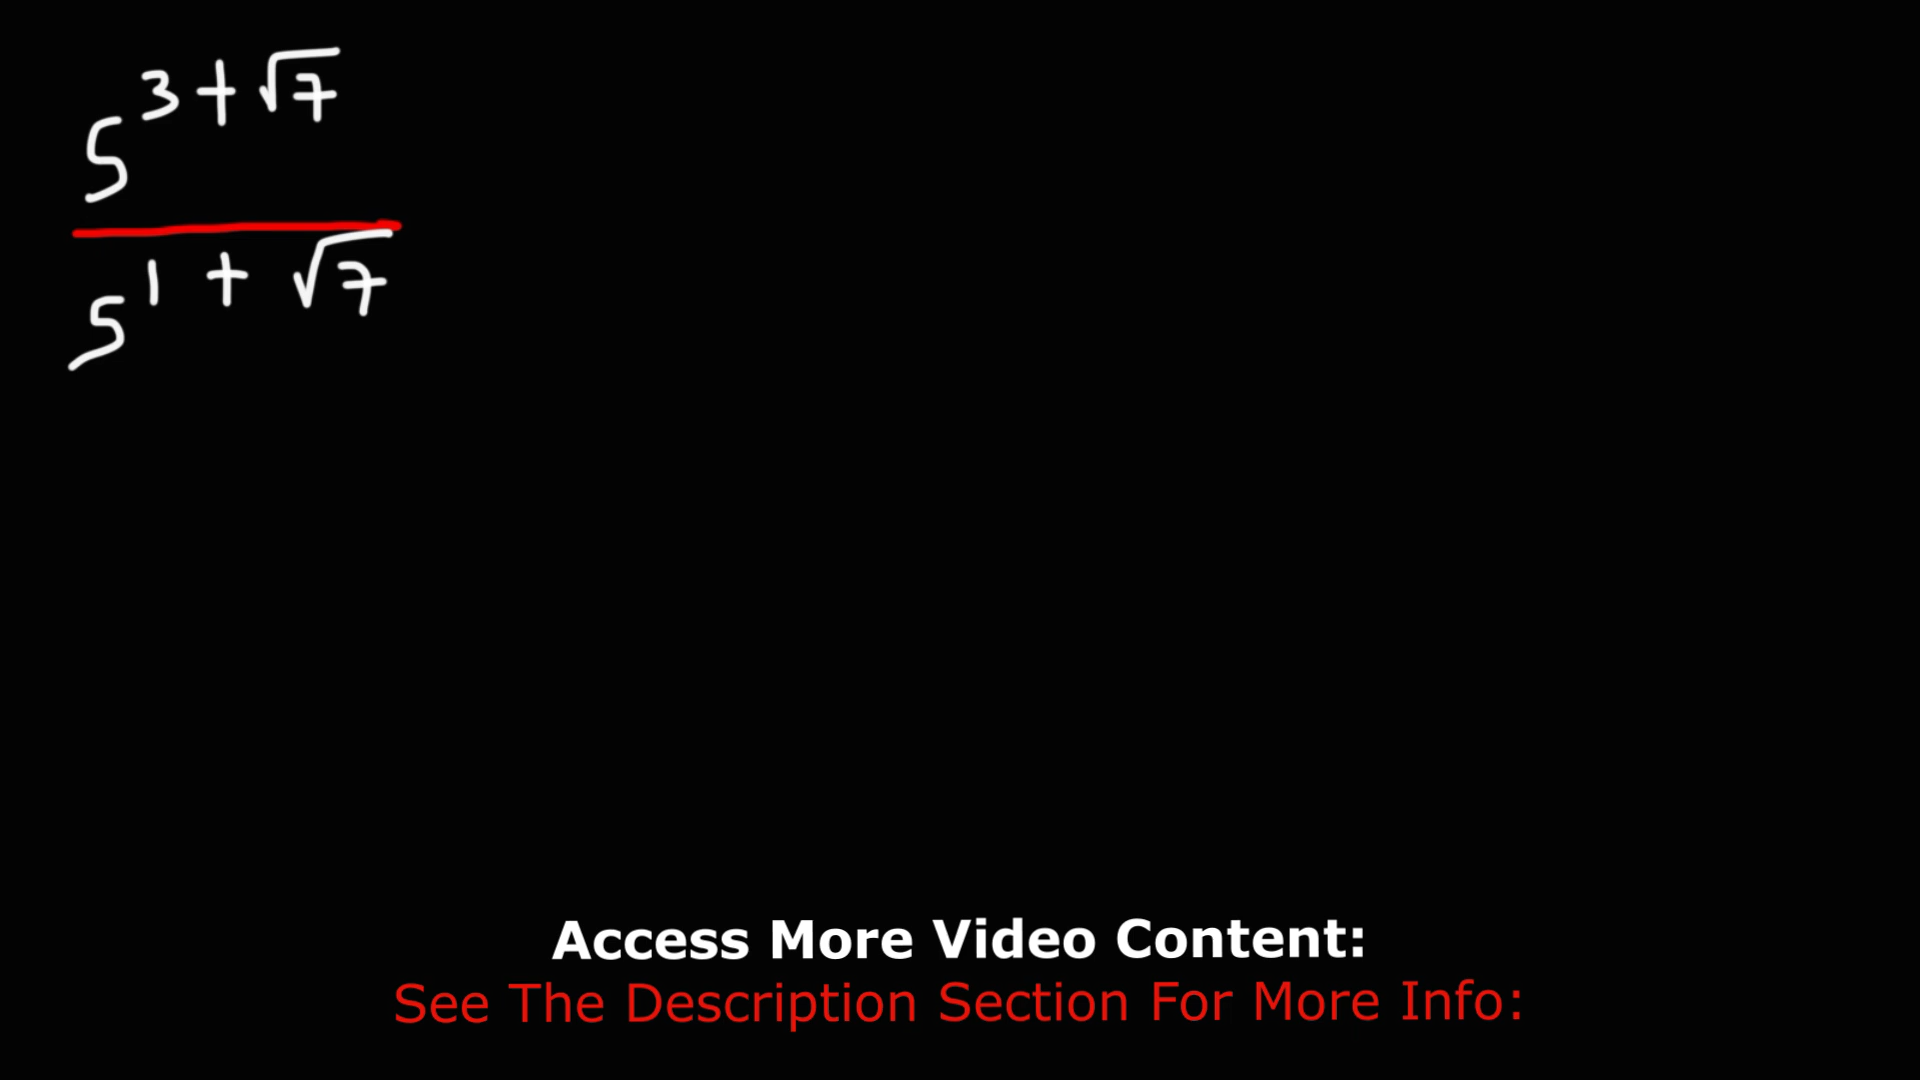 5^{3+√7}
5^{1+√7}
Access More Video Content:
See The Description Section For More Info: